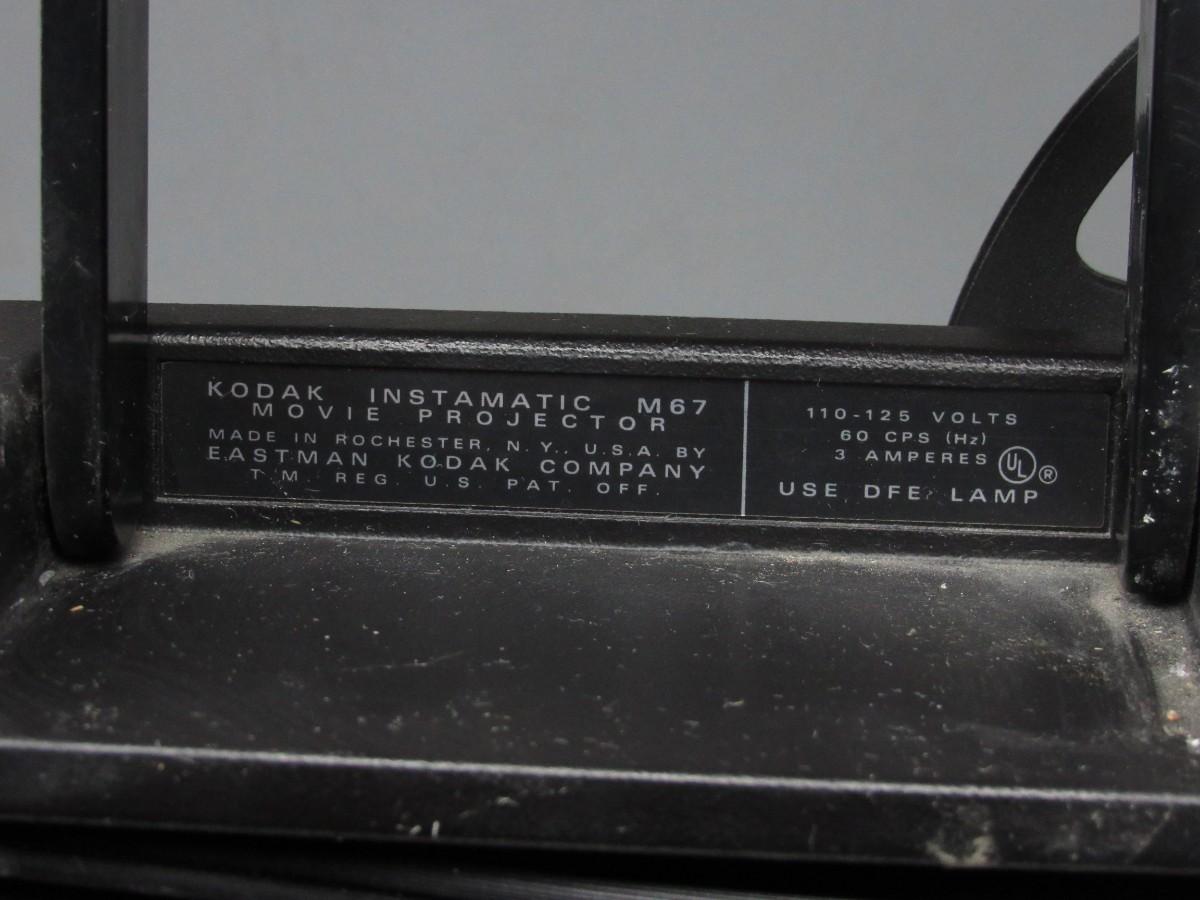 KODAK INSTAMATIC M67
MOVIE PROJECTOR
MADE IN ROCHESTER, N.Y., U.S.A. BY
EASTMAN KODAK COMPANY
T.M. REG. U.S. PAT. OFF.
110-125 VOLTS
60 CPS (Hz)
3 AMPERES
UL ®
USE DFE LAMP